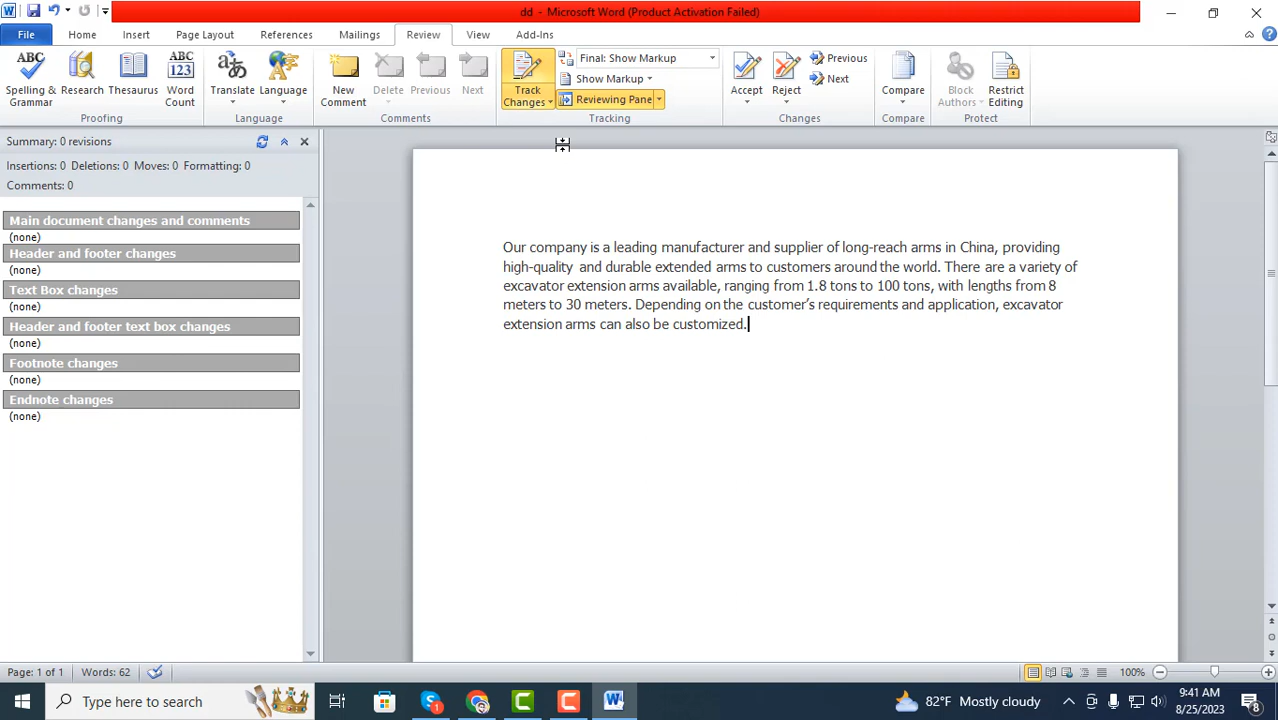 dd - Microsoft Word (Product Activation Failed)
File Home Insert Page Layout References Mailings Review View Add-Ins
Spelling & Grammar
Research
Thesaurus
Word Count
Proofing
Translate
Language
Language
New Comment
Delete
Previous
Next
Comments
Track Changes
Final: Show Markup
Show Markup
Reviewing Pane
Tracking
Accept
Reject
Previous
Next
Changes
Compare
Compare
Block Authors
Restrict Editing
Protect
Summary: 0 revisions
Insertions: 0 Deletions: 0 Moves: 0 Formatting: 0
Comments: 0
Main document changes and comments
(none)
Header and footer changes
(none)
Text Box changes
(none)
Header and footer text box changes
(none)
Footnote changes
(none)
Endnote changes
(none)
Our company is a leading manufacturer and supplier of long-reach arms in China, providing
high-quality and durable extended arms to customers around the world. There are a variety of
excavator extension arms available, ranging from 1.8 tons to 100 tons, with lengths from 8
meters to 30 meters. Depending on the customer's requirements and application, excavator
extension arms can also be customized.
Page: 1 of 1 Words: 62 100%
Type here to search
82°F Mostly cloudy
9:41 AM
8/25/2023